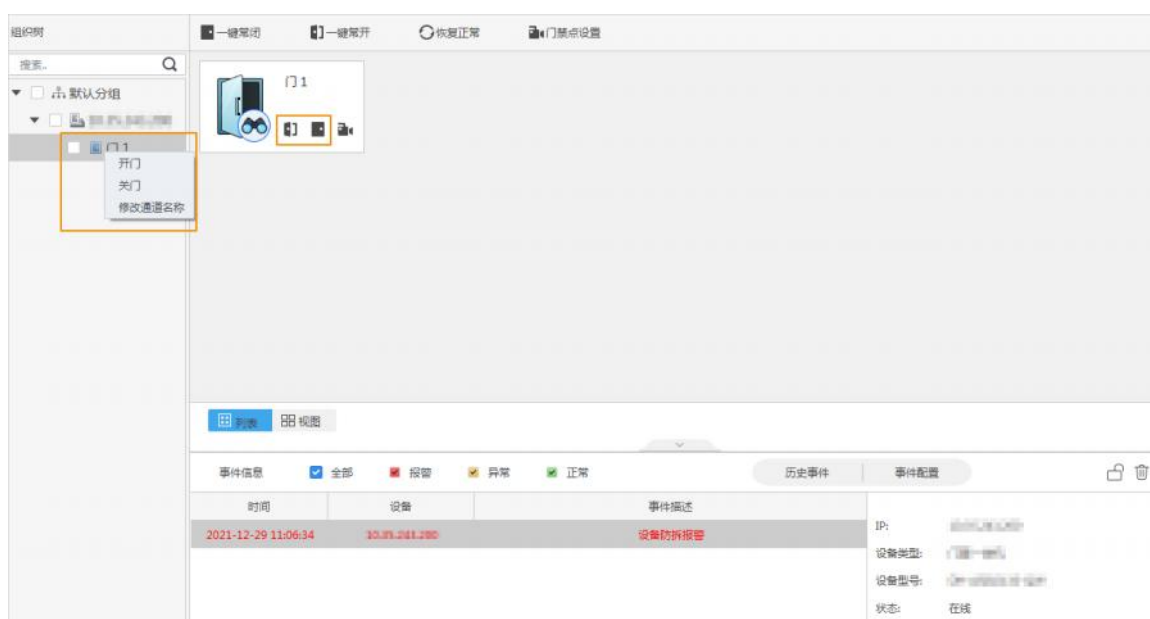 组织树
一键常闭 一键常开 恢复正常 门禁点设置
搜索..
默认分组
门 1
门 1
开门
关门
修改通道名称
列表 视图
事件信息 全部 报警 异常 正常 历史事件 事件配置
时间 设备 事件描述
2021-12-29 11:06:34 设备防拆报警
IP:
设备类型:
设备型号:
状态: 在线